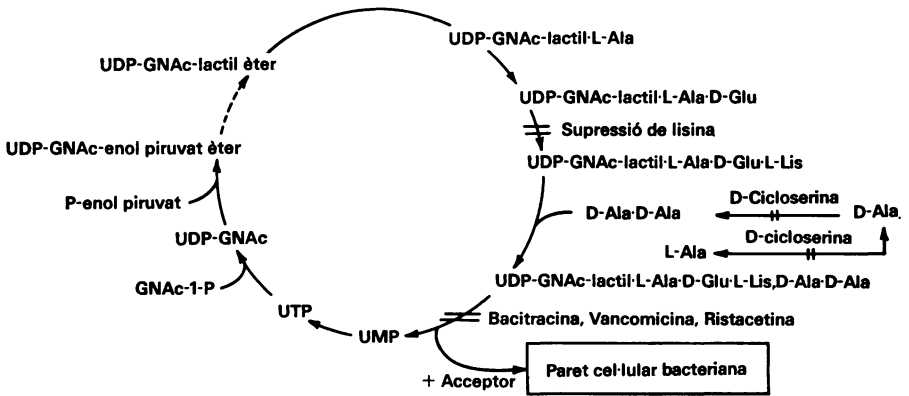 UDP-GNAc-lactil·L-Ala
UDP-GNAc-lactil èter
UDP-GNAc-lactil·L-Ala·D-Glu
Supressió de lisina
UDP-GNAc-enol piruvat èter
UDP-GNAc-lactil·L-Ala·D-Glu·L-Lis
P-enol piruvat
D-Ala·D-Ala
D-Cicloserina
D-Ala.
UDP-GNAc
L-Ala
D-cicloserina
GNAc-1-P
UDP-GNAc-lactil·L-Ala·D-Glu·L-Lis,D-Ala·D-Ala
UTP
Bacitracina, Vancomicina, Ristacetina
UMP
+ Acceptor
Paret cel·lular bacteriana